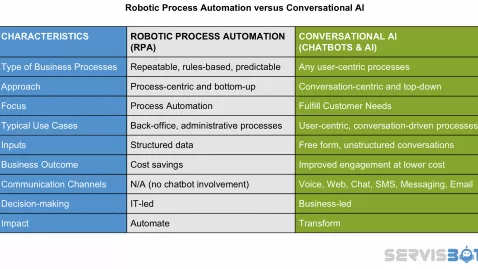 Robotic Process Automation versus Conversational AI
CHARACTERISTICS ROBOTIC PROCESS AUTOMATION CONVERSATIONAL AI
(RPA) (CHATBOTS & AI)
Type of Business Processes Repeatable, rules-based, predictable Any user-centric processes
Approach Process-centric and bottom-up Conversation-centric and top-down
Focus Process Automation Fulfill Customer Needs
Typical Use Cases Back-office, administrative processes User-centric, conversation-driven processes
Inputs Structured data Free form, unstructured conversations
Business Outcome Cost savings Improved engagement at lower cost
Communication Channels N/A (no chatbot involvement) Voice, Web, Chat, SMS, Messaging, Email
Decision-making IT-led Business-led
Impact Automate Transform
SERVISBOT